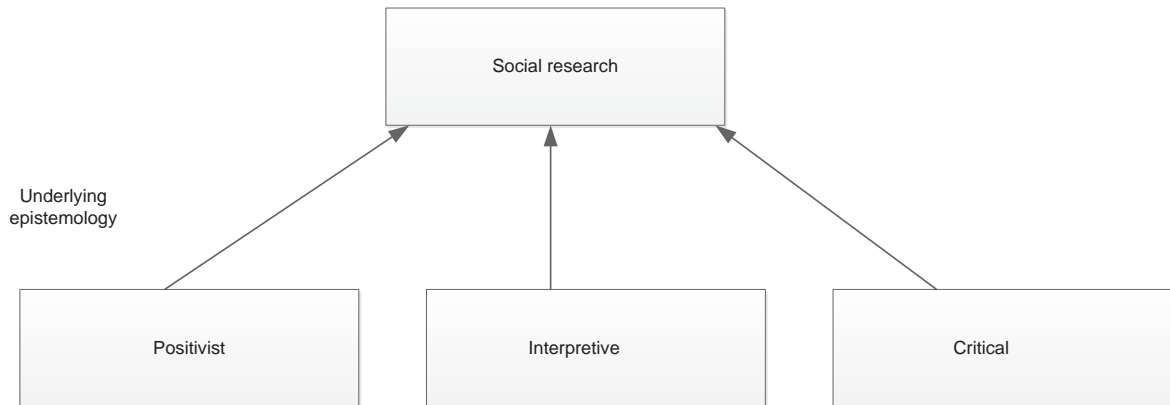 Social research
Underlying
epistemology
Positivist
Interpretive
Critical